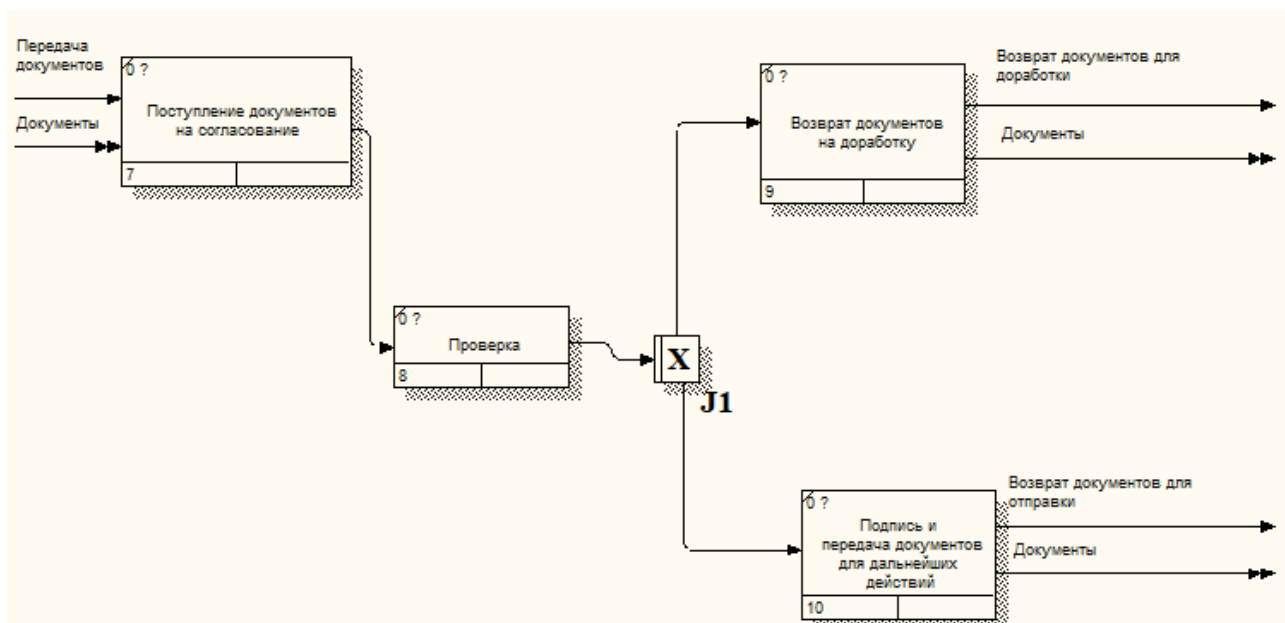 Передача
документов
Документы
0 ?
Поступление документов
на согласование
7
0 ?
Проверка
8
X
J1
0 ?
Возврат документов
на доработку
9
Возврат документов для
доработки
Документы
0 ?
Подпись и
передача документов
для дальнейших
действий
10
Возврат документов для
отправки
Документы